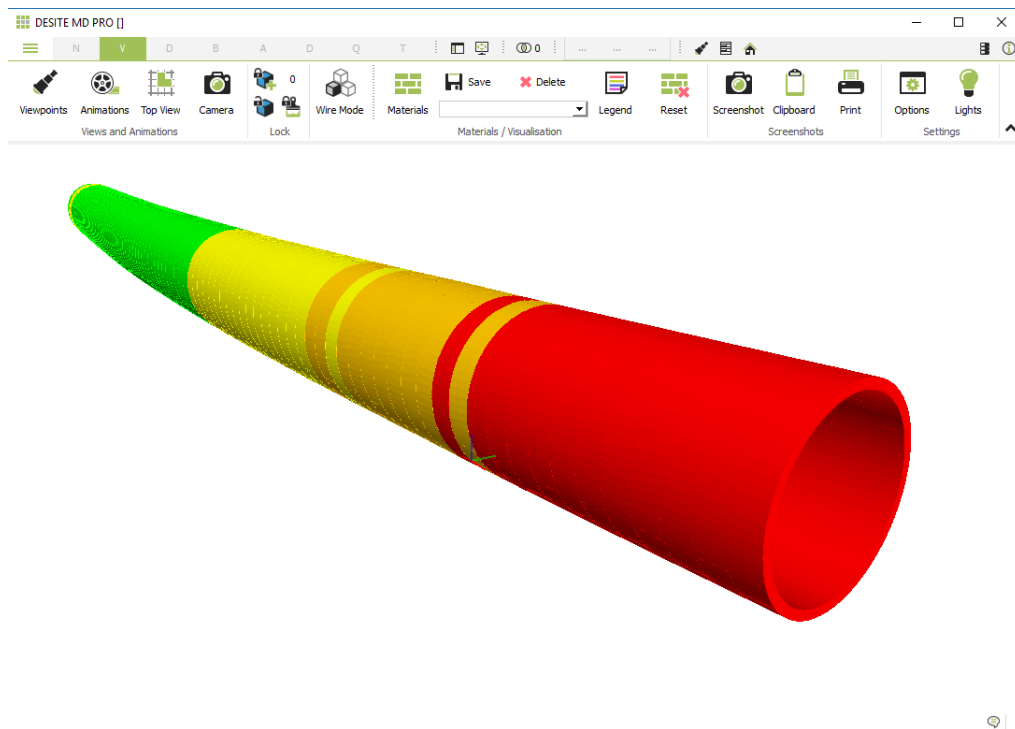 DESITE MD PRO []
N V D B A D Q T 0 ... ... ...
0 Save Delete
Viewpoints Animations Top View Camera Wire Mode Materials Legend Reset Screenshot Clipboard Print Options Lights
Views and Animations Lock Materials / Visualisation Screenshots Settings